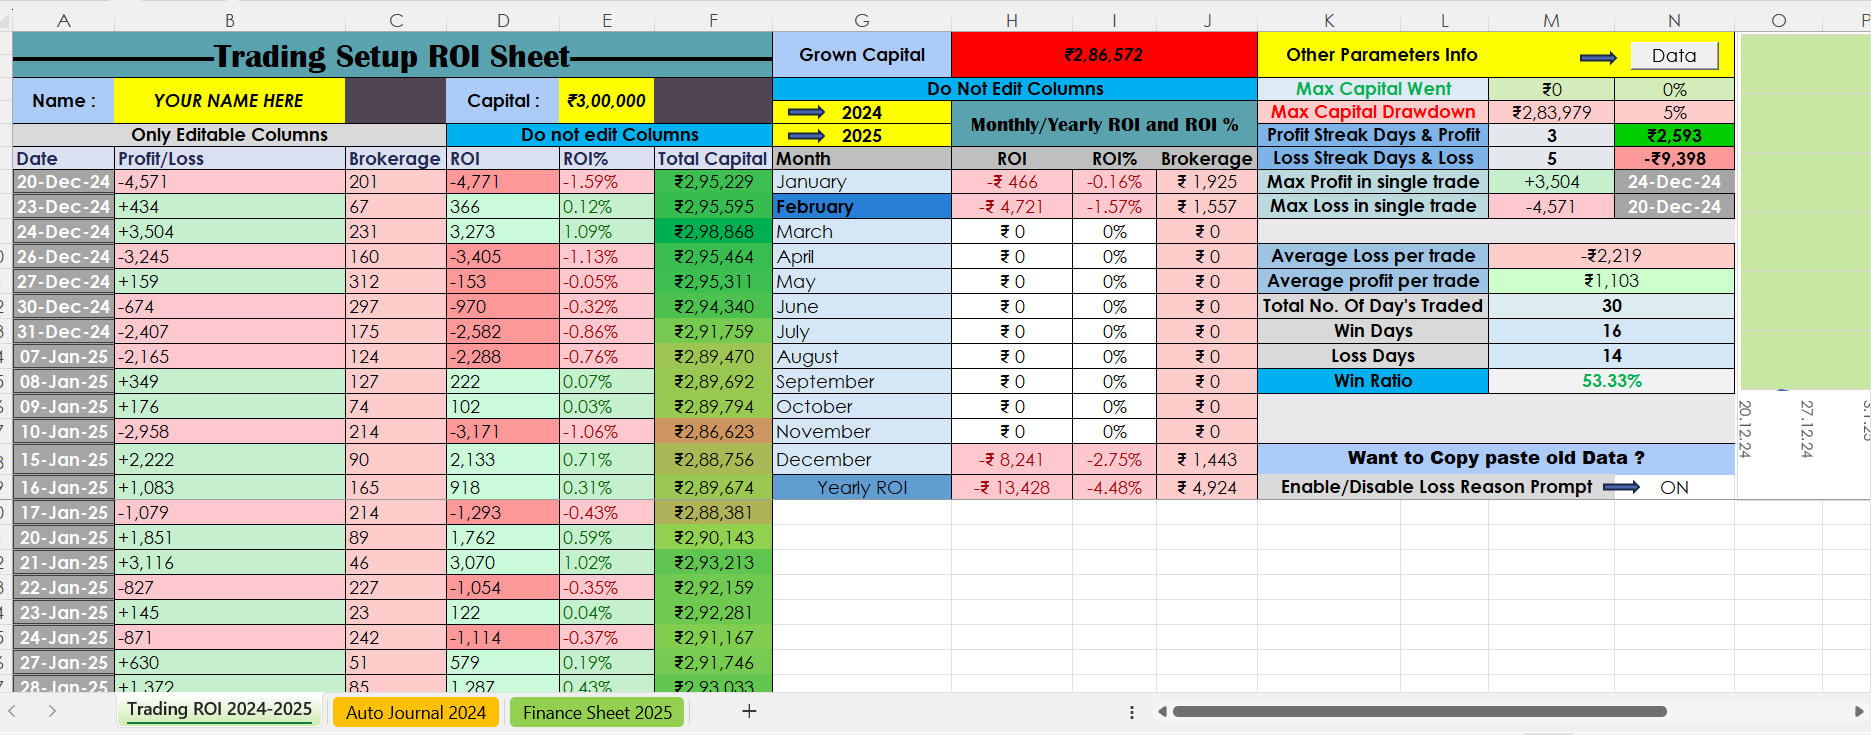 A B C D E F G H I J K L M N O P
Trading Setup ROI Sheet Grown Capital ₹2,86,572 Other Parameters Info Data
Name : YOUR NAME HERE Capital : ₹3,00,000
Do Not Edit Columns Max Capital Went ₹0 0%
2024 Monthly/Yearly ROI and ROI % Max Capital Drawdown ₹2,83,979 5%
Only Editable Columns Do not edit Columns 2025 Profit Streak Days & Profit 3 ₹2,593
Date Profit/Loss Brokerage ROI ROI% Total Capital Month ROI ROI% Brokerage Loss Streak Days & Loss 5 -₹9,398
20-Dec-24 -4,571 201 -4,771 -1.59% ₹2,95,229 January -₹ 466 -0.16% ₹ 1,925 Max Profit in single trade +3,504 24-Dec-24
23-Dec-24 +434 67 366 0.12% ₹2,95,595 February -₹ 4,721 -1.57% ₹ 1,557 Max Loss in single trade -4,571 20-Dec-24
24-Dec-24 +3,504 231 3,273 1.09% ₹2,98,868 March ₹ 0 0% ₹ 0
26-Dec-24 -3,245 160 -3,405 -1.13% ₹2,95,464 April ₹ 0 0% ₹ 0 Average Loss per trade -₹2,219
27-Dec-24 +159 312 -153 -0.05% ₹2,95,311 May ₹ 0 0% ₹ 0 Average profit per trade ₹1,103
30-Dec-24 -674 297 -970 -0.32% ₹2,94,340 June ₹ 0 0% ₹ 0 Total No. Of Day's Traded 30
31-Dec-24 -2,407 175 -2,582 -0.86% ₹2,91,759 July ₹ 0 0% ₹ 0 Win Days 16
07-Jan-25 -2,165 124 -2,288 -0.76% ₹2,89,470 August ₹ 0 0% ₹ 0 Loss Days 14
08-Jan-25 +349 127 222 0.07% ₹2,89,692 September ₹ 0 0% ₹ 0 Win Ratio 53.33%
09-Jan-25 +176 74 102 0.03% ₹2,89,794 October ₹ 0 0% ₹ 0
10-Jan-25 -2,958 214 -3,171 -1.06% ₹2,86,623 November ₹ 0 0% ₹ 0
15-Jan-25 +2,222 90 2,133 0.71% ₹2,88,756 December -₹ 8,241 -2.75% ₹ 1,443 Want to Copy paste old Data ?
16-Jan-25 +1,083 165 918 0.31% ₹2,89,674 Yearly ROI -₹ 13,428 -4.48% ₹ 4,924 Enable/Disable Loss Reason Prompt ON
17-Jan-25 -1,079 214 -1,293 -0.43% ₹2,88,381
20-Jan-25 +1,851 89 1,762 0.59% ₹2,90,143
21-Jan-25 +3,116 46 3,070 1.02% ₹2,93,213
22-Jan-25 -827 227 -1,054 -0.35% ₹2,92,159
23-Jan-25 +145 23 122 0.04% ₹2,92,281
24-Jan-25 -871 242 -1,114 -0.37% ₹2,91,167
27-Jan-25 +630 51 579 0.19% ₹2,91,746
28-Jan-25 +1,372 85 1,287 0.43% ₹2,93,033
20.12.24
27.12.24
Trading ROI 2024-2025 Auto Journal 2024 Finance Sheet 2025